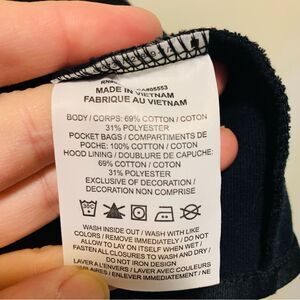 MADE IN VIETNAM
FABRIQUE AU VIETNAM
BODY / CORPS: 69% COTTON / COTON
31% POLYESTER
POCKET BAGS / COMPARTIMENTS DE
POCHE: 100% COTTON / COTON
HOOD LINING / DOUBLURE DE CAPUCHE:
69% COTTON / COTON
31% POLYESTER
EXCLUSIVE OF DECORATION /
DECORATION NON COMPRISE
WASH INSIDE OUT / WASH WITH LIKE
COLORS / REMOVE IMMEDIATELY / DO NOT
ALLOW TO LAY ON ITSELF WHEN WET /
FASTEN ALL CLOSURES TO WASH AND DRY /
DO NOT IRON DESIGN
LAVER A L'ENVERS / LAVER AVEC COULEURS
IMMEDIATEMENT / NE